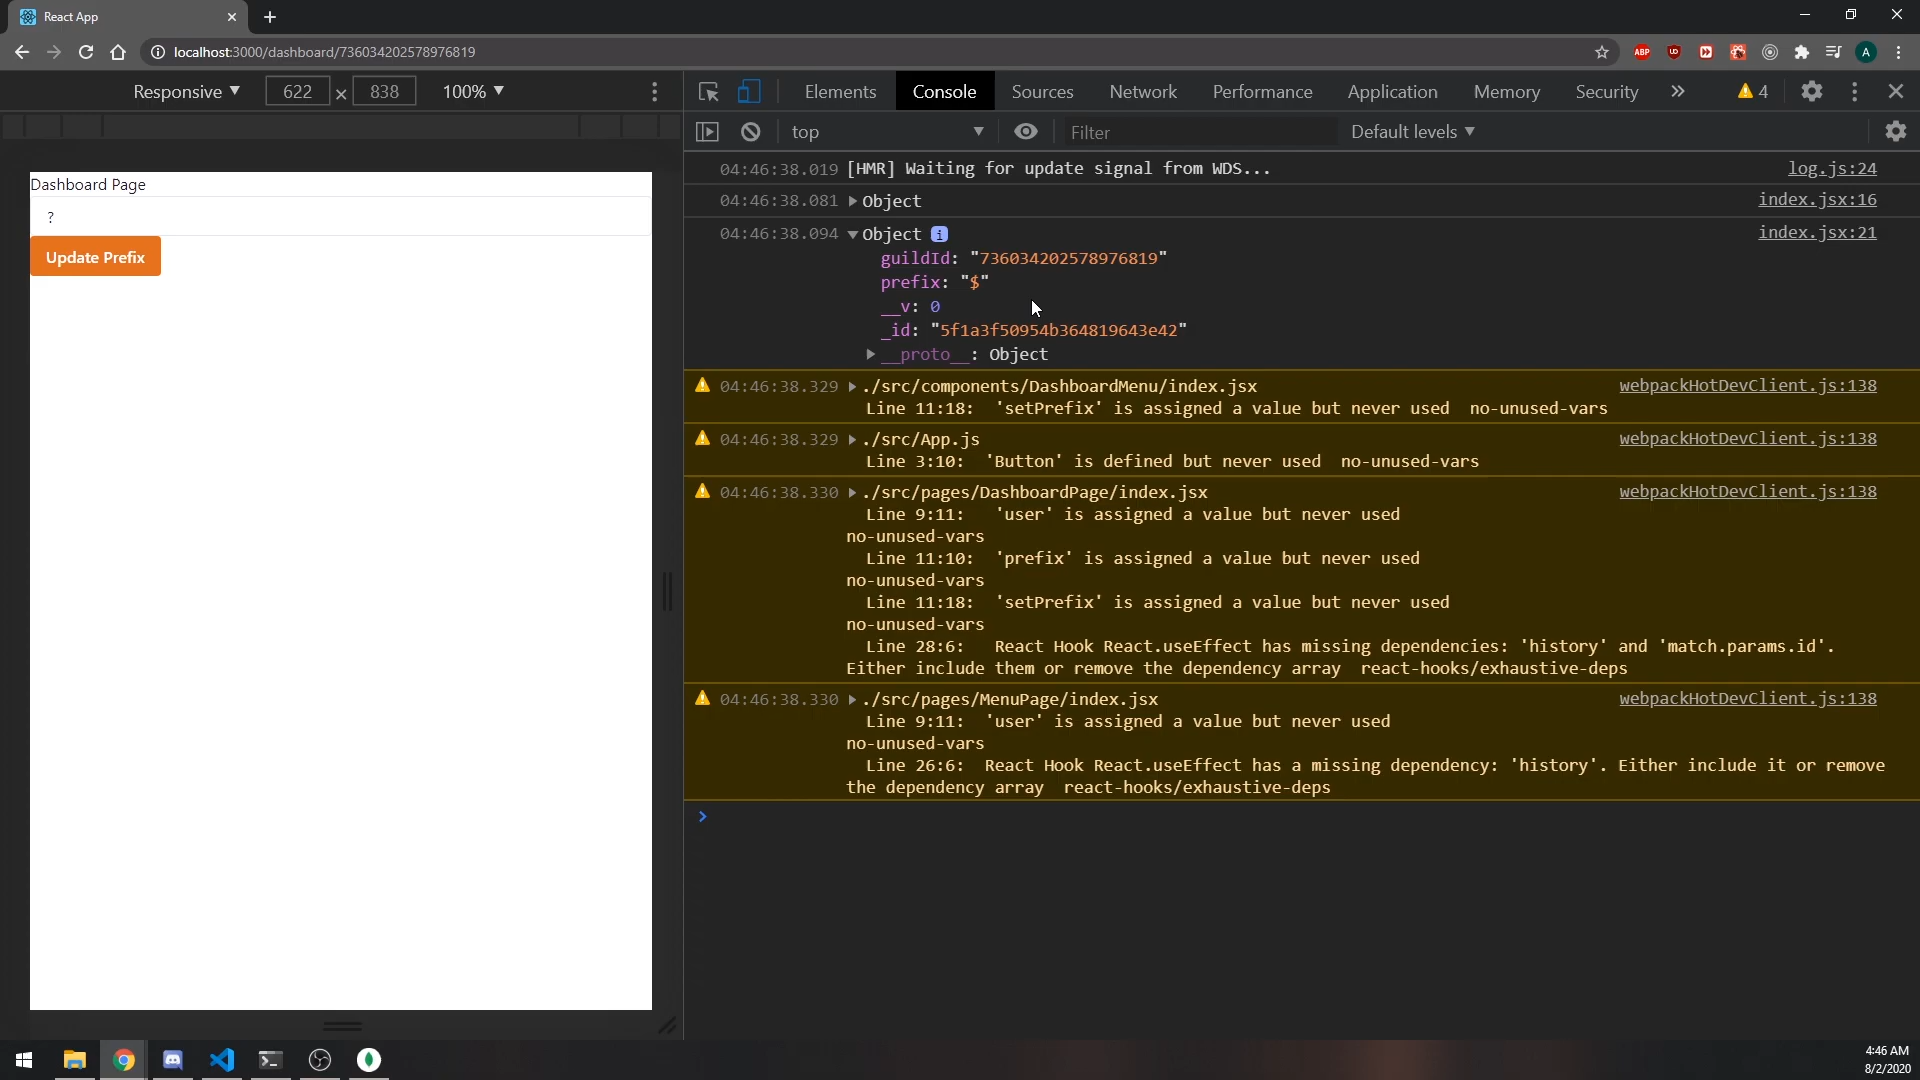 React App
localhost:3000/dashboard/736034202578976819
ABP
A
Responsive ▼ 622 × 838 100% ▼
Elements Console Sources Network Performance Application Memory Security » 4
top ▼ Filter Default levels ▼
Dashboard Page
?
Update Prefix
04:46:38.019 [HMR] Waiting for update signal from WDS... log.js:24
04:46:38.081 ▶Object index.jsx:16
04:46:38.094 ▼Object i index.jsx:21
guildId: "736034202578976819"
prefix: "$"
__v: 0
_id: "5f1a3f50954b364819643e42"
▶__proto__: Object
04:46:38.329 ▶./src/components/DashboardMenu/index.jsx webpackHotDevClient.js:138
Line 11:18: 'setPrefix' is assigned a value but never used no-unused-vars
04:46:38.329 ▶./src/App.js webpackHotDevClient.js:138
Line 3:10: 'Button' is defined but never used no-unused-vars
04:46:38.330 ▶./src/pages/DashboardPage/index.jsx webpackHotDevClient.js:138
Line 9:11: 'user' is assigned a value but never used
no-unused-vars
Line 11:10: 'prefix' is assigned a value but never used
no-unused-vars
Line 11:18: 'setPrefix' is assigned a value but never used
no-unused-vars
Line 28:6: React Hook React.useEffect has missing dependencies: 'history' and 'match.params.id'.
Either include them or remove the dependency array react-hooks/exhaustive-deps
04:46:38.330 ▶./src/pages/MenuPage/index.jsx webpackHotDevClient.js:138
Line 9:11: 'user' is assigned a value but never used
no-unused-vars
Line 26:6: React Hook React.useEffect has a missing dependency: 'history'. Either include it or remove
the dependency array react-hooks/exhaustive-deps
4:46 AM
8/2/2020